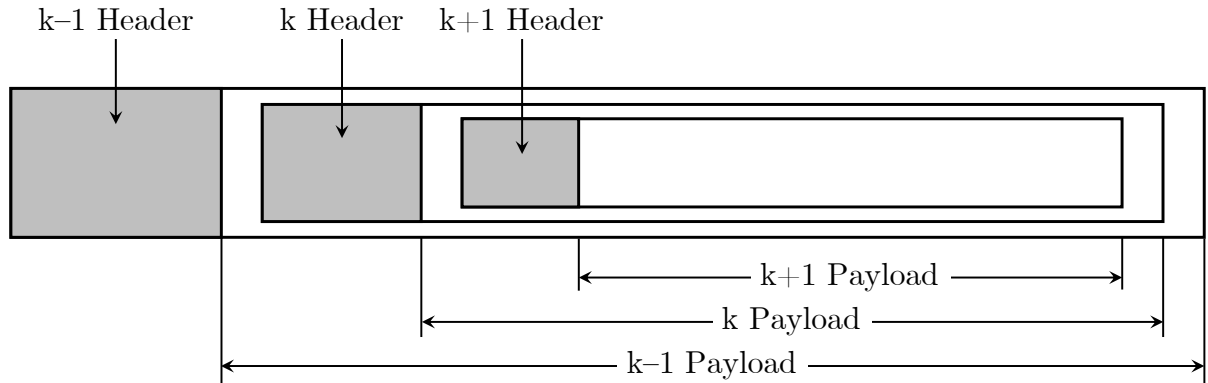 k–1 Header
k Header
k+1 Header
k+1 Payload
k Payload
k–1 Payload